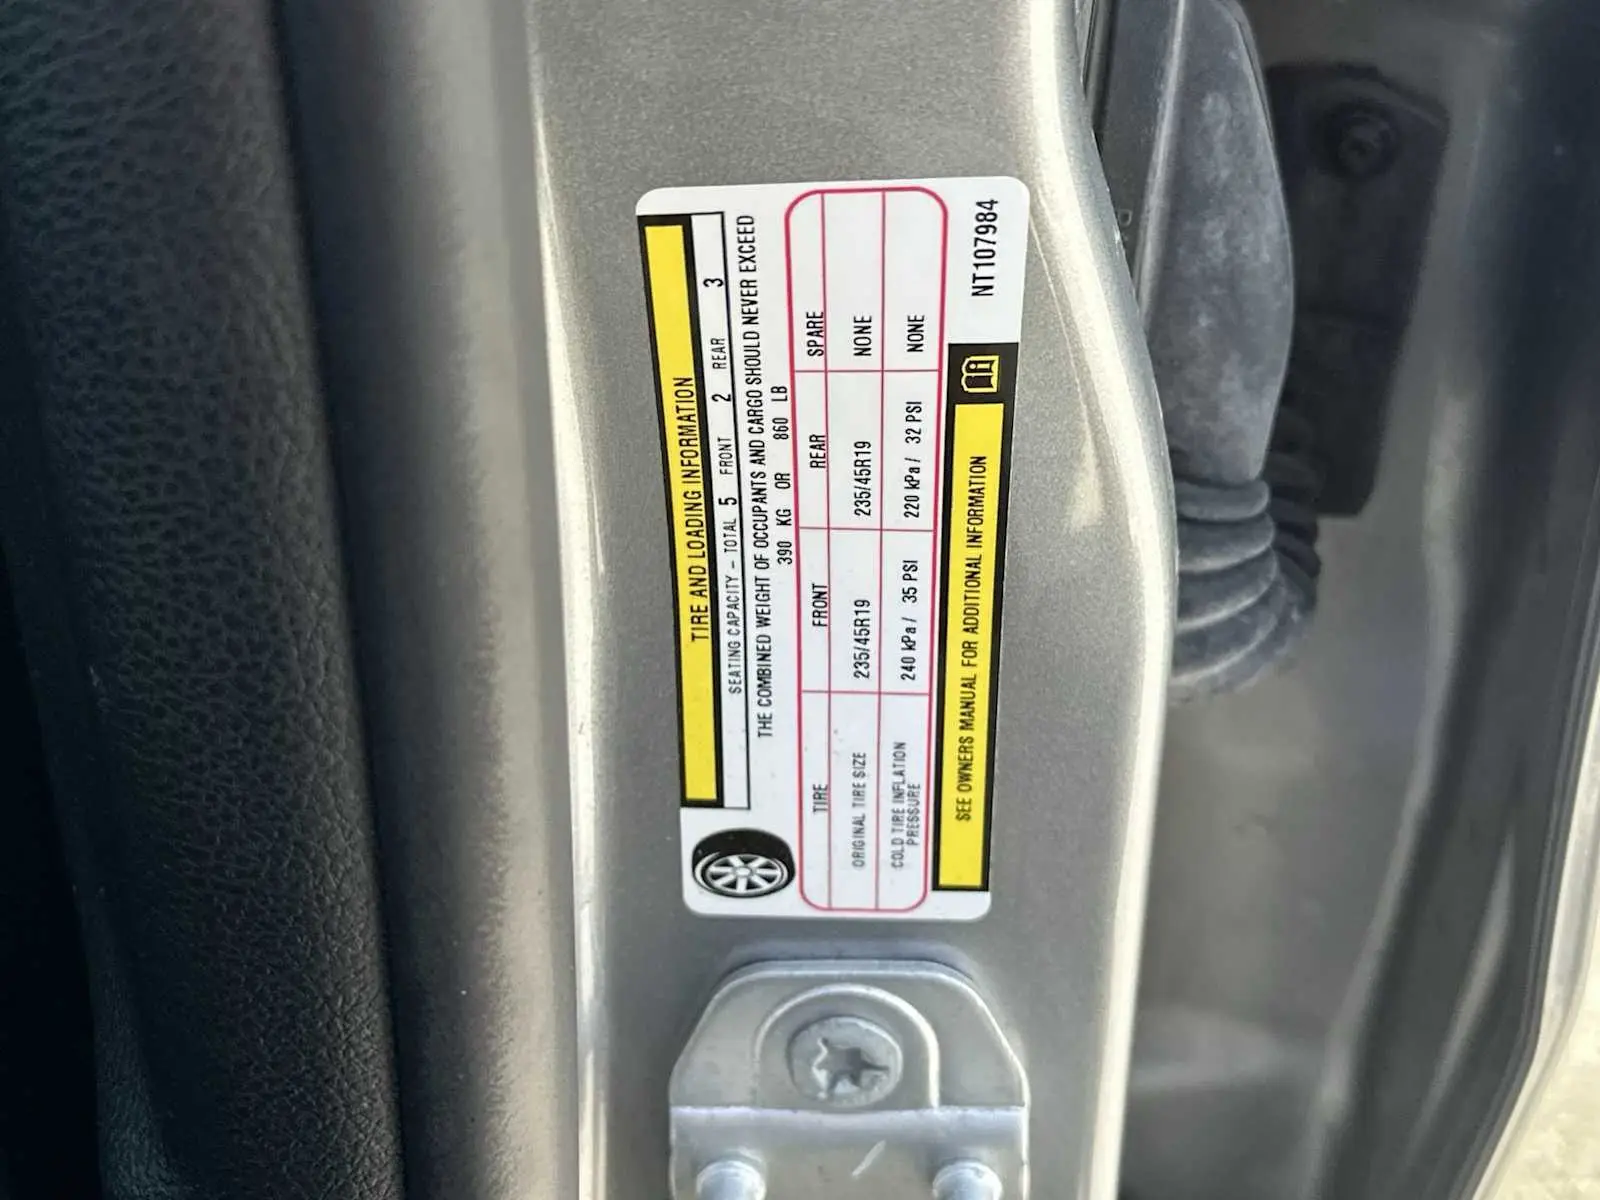 TIRE AND LOADING INFORMATION
SEATING CAPACITY – TOTAL 5 FRONT 2 REAR 3
THE COMBINED WEIGHT OF OCCUPANTS AND CARGO SHOULD NEVER EXCEED
390 KG OR 860 LB
TIRE FRONT REAR SPARE
ORIGINAL TIRE SIZE 235/45R19 235/45R19 NONE
COLD TIRE INFLATION PRESSURE 240 kPa / 35 PSI 220 kPa / 32 PSI NONE
SEE OWNERS MANUAL FOR ADDITIONAL INFORMATION
NT107984